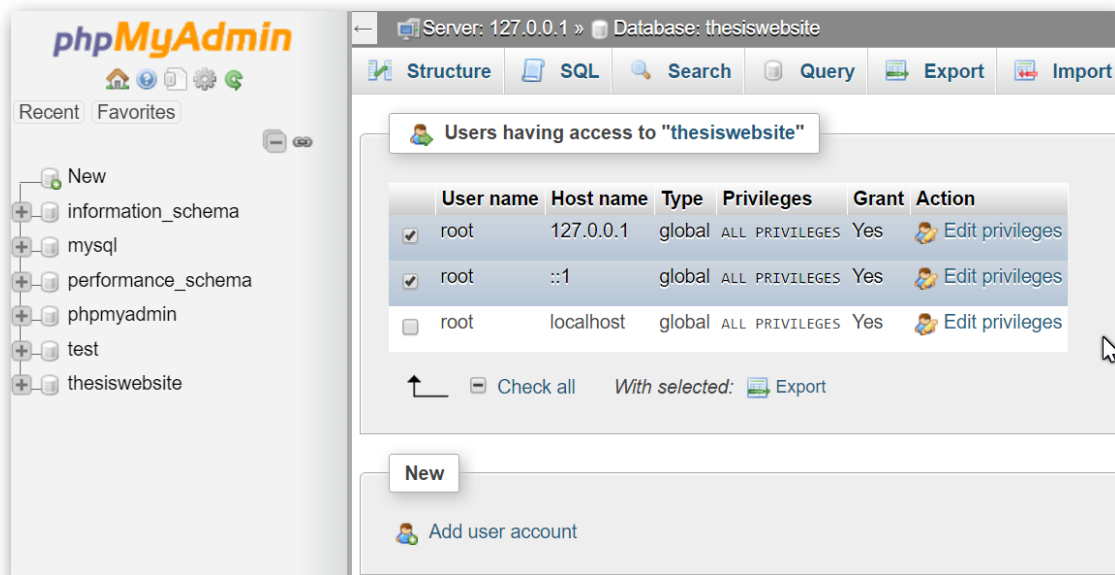 phpMyAdmin
Recent Favorites
New
information_schema
mysql
performance_schema
phpmyadmin
test
thesiswebsite
Server: 127.0.0.1 » Database: thesiswebsite
Structure SQL Search Query Export Import
Users having access to "thesiswebsite"
User name Host name Type Privileges Grant Action
root 127.0.0.1 global ALL PRIVILEGES Yes Edit privileges
root ::1 global ALL PRIVILEGES Yes Edit privileges
root localhost global ALL PRIVILEGES Yes Edit privileges
Check all With selected: Export
New
Add user account